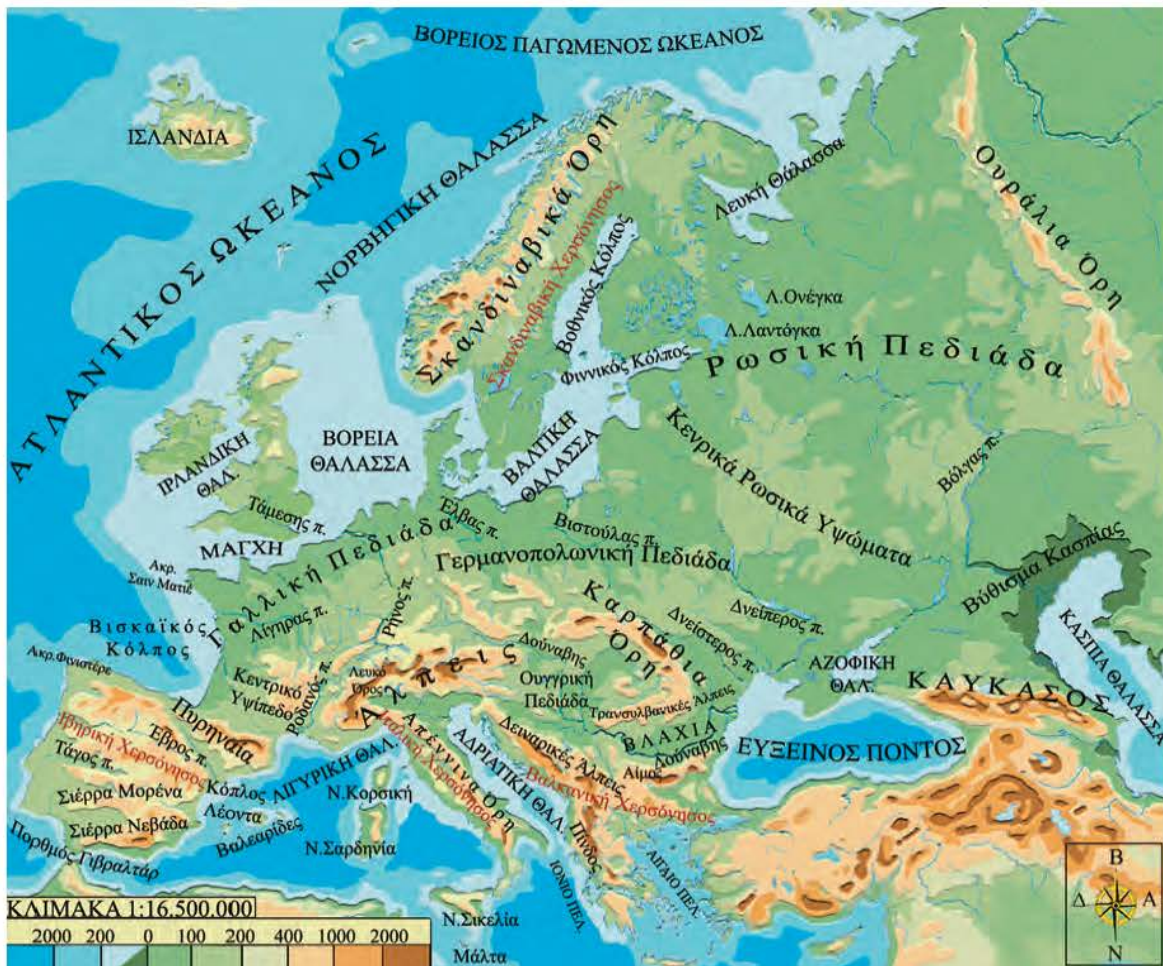 ΒΟΡΕΙΟΣ ΠΑΓΩΜΕΝΟΣ ΩΚΕΑΝΟΣ
ΙΣΛΑΝΔΙΑ
ΑΤΛΑΝΤΙΚΟΣ ΩΚΕΑΝΟΣ
ΝΟΡΒΗΓΙΚΗ ΘΑΛΑΣΣΑ
Σκανδιναβικά Όρη
Σκανδιναβική Χερσόνησος
Λευκή Θάλασσα
Ουράλια Όρη
Βοθνικός Κόλπος
Λ.Ονέγκα
Λ.Λαντόγκα
Φιννικός Κόλπος
Ρωσική Πεδιάδα
ΒΟΡΕΙΑ
ΘΑΛΑΣΣΑ
ΙΡΛΑΝΔΙΚΗ
ΘΑΛ.
ΒΑΛΤΙΚΗ
ΘΑΛΑΣΣΑ
Κενρικά Ρωσικά Υψώματα
Βόλγας π.
Τάμεσης π.
ΜΑΓΧΗ
Έλβας π.
Βιστούλας π.
Γαλλική Πεδιάδα
Γερμανοπολωνική Πεδιάδα
Βύθισμα Κασπίας
Ακρ.
Σαιν Ματιέ
Λίγηρας π.
Ρήνος π.
Καρπάθια
Όρη
Δνείστερος π.
Δνείπερος π.
Βισκαϊκός
Κόλπος
Ακρ.Φινιστέρε
Κεντρικό
Υψίπεδο
Ροδανός π.
Λευκό
Όρος
Άλπεις
Δούναβης
Ουγγρική
Πεδιάδα
Τρανσυλβανικές Άλπεις
ΑΖΟΦΙΚΗ
ΘΑΛ.
ΚΑΥΚΑΣΟΣ
ΚΑΣΠΙΑ ΘΑΛΑΣΣΑ
Πυρηναία
Ιβηρική Χερσόνησος
Έβρος π.
Τάγος π.
ΛΙΓΥΡΙΚΗ ΘΑΛ.
Ιταλική Χερσόνησος
Απέννινα Όρη
ΑΔΡΙΑΤΙΚΗ ΘΑΛ.
Δειναρικές Άλπεις
ΒΛΑΧΙΑ
Δούναβης
Αίμος
Βαλκανική Χερσόνησος
ΕΥΞΕΙΝΟΣ ΠΟΝΤΟΣ
Σιέρρα Μορένα
Κόπλος
Λέοντα
Ν.Κορσική
Σιέρρα Νεβάδα
Βαλεαρίδες
Ν.Σαρδηνία
Πίνδος
Πορθμός Γιβραλτάρ
ΙΟΝΙΟ ΠΕΛ.
ΑΙΓΑΙΟ ΠΕΛ.
Ν.Σικελία
Μάλτα
Β
Δ Α
Ν
ΚΛΙΜΑΚΑ 1:16.500.000
2000 200 0 100 200 400 1000 2000